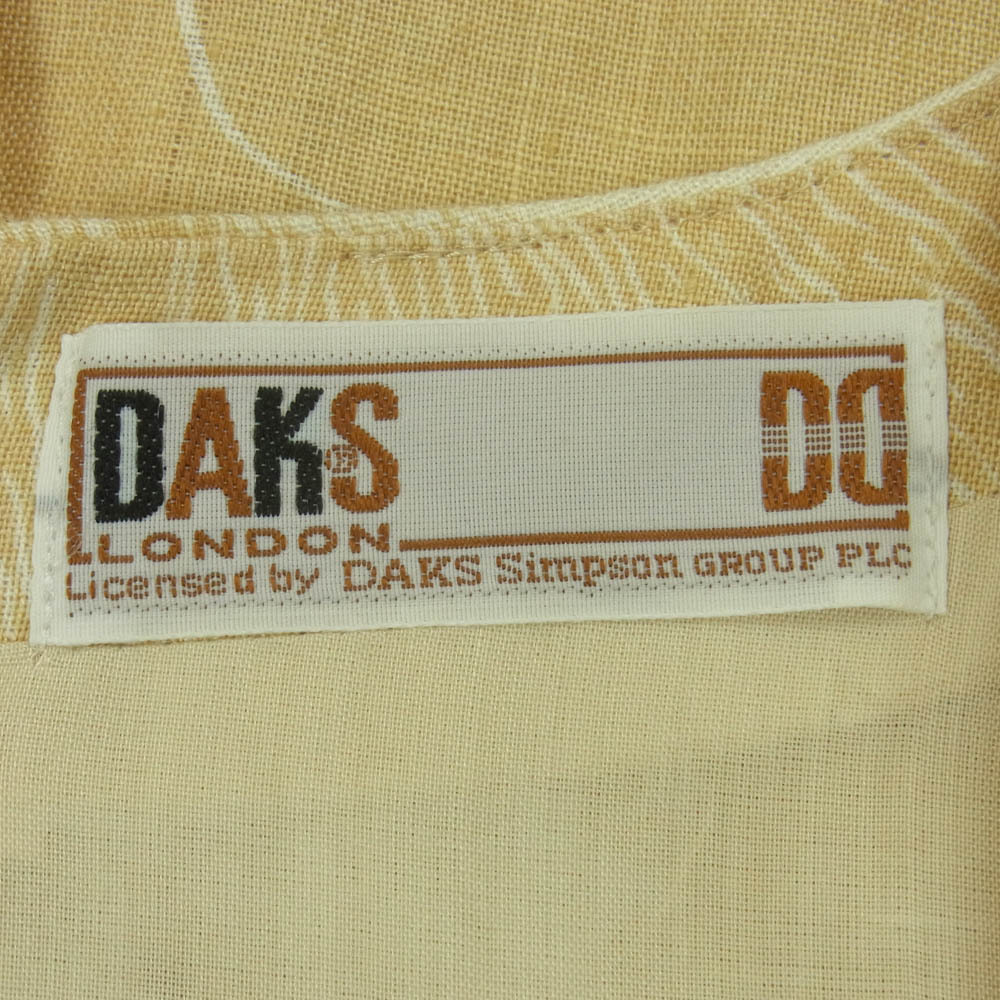 DAKS® DD
LONDON
Licensed by DAKS Simpson GROUP PLC